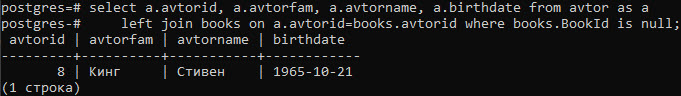 postgres=# select a.avtorid, a.avtorfam, a.avtorname, a.birthdate from avtor as a
postgres-#     left join books on a.avtorid=books.avtorid where books.BookId is null;
 avtorid | avtorfam | avtorname | birthdate
---------+----------+-----------+------------
       8 | Кинг     | Стивен    | 1965-10-21
(1 строка)